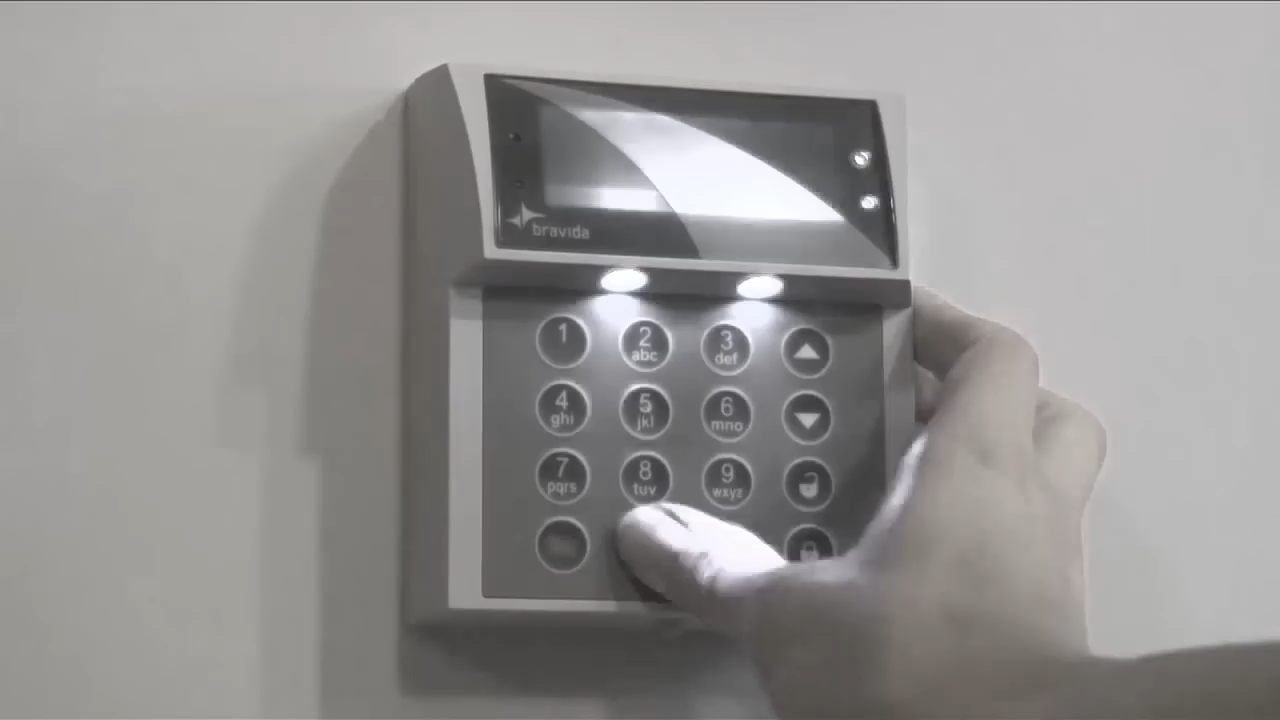 bravida
1 2 3
abc def
4 5 6
ghi jkl mno
7 8 9
pqrs tuv wxyz